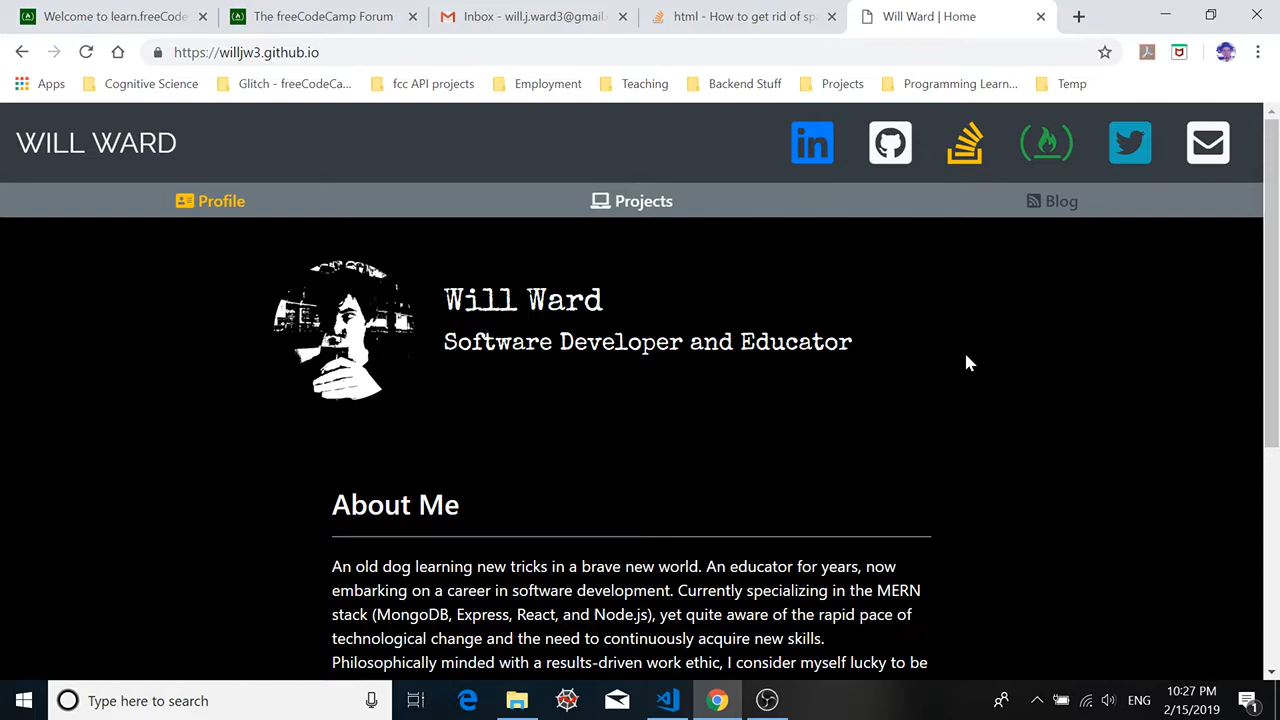 Welcome to learn.freeCode
The freeCodeCamp Forum
Inbox - will.j.ward3@gmail.
html - How to get rid of sp
Will Ward | Home
https://willjw3.github.io
Apps
Cognitive Science
Glitch - freeCodeCa...
fcc API projects
Employment
Teaching
Backend Stuff
Projects
Programming Learn...
Temp
WILL WARD
in
Profile
Projects
Blog
Will Ward
Software Developer and Educator
About Me
An old dog learning new tricks in a brave new world. An educator for years, now
embarking on a career in software development. Currently specializing in the MERN
stack (MongoDB, Express, React, and Node.js), yet quite aware of the rapid pace of
technological change and the need to continuously acquire new skills.
Philosophically minded with a results-driven work ethic, I consider myself lucky to be
Type here to search
ENG
10:27 PM
2/15/2019
1